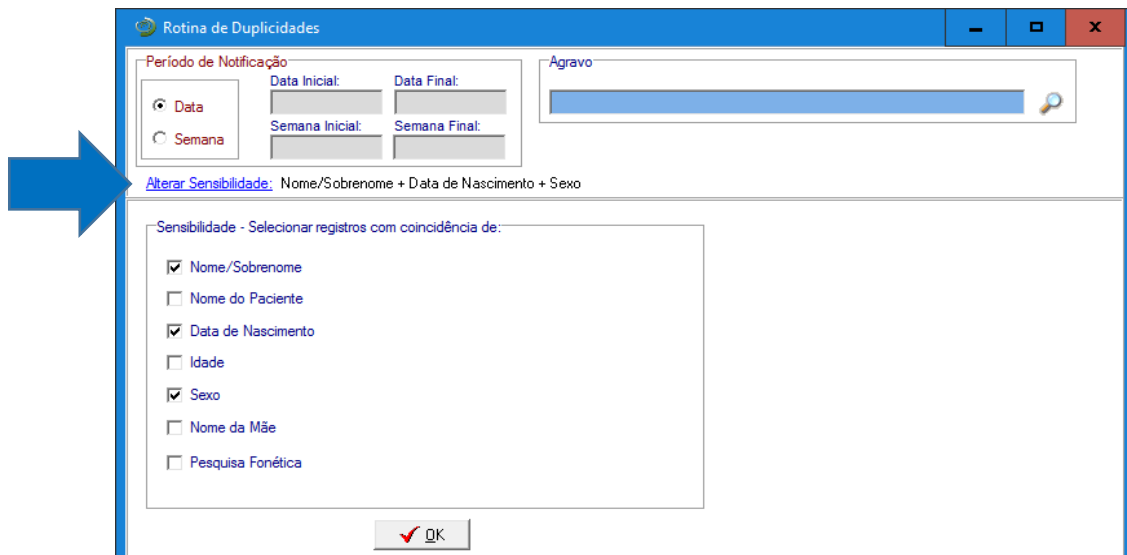 Rotina de Duplicidades
Período de Notificação
Data Inicial: Data Final:
Data
Semana Inicial: Semana Final:
Semana
Agravo
Alterar Sensibilidade: Nome/Sobrenome + Data de Nascimento + Sexo
Sensibilidade - Selecionar registros com coincidência de:
Nome/Sobrenome
Nome do Paciente
Data de Nascimento
Idade
Sexo
Nome da Mãe
Pesquisa Fonética
OK